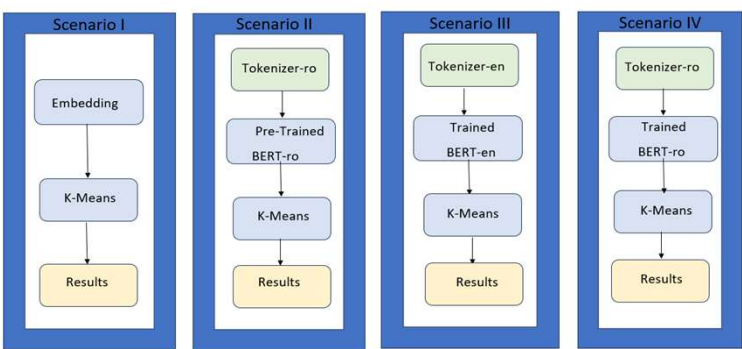 Scenario I
Embedding
K-Means
Results
Scenario II
Tokenizer-ro
Pre-Trained
BERT-ro
K-Means
Results
Scenario III
Tokenizer-en
Trained
BERT-en
K-Means
Results
Scenario IV
Tokenizer-ro
Trained
BERT-ro
K-Means
Results